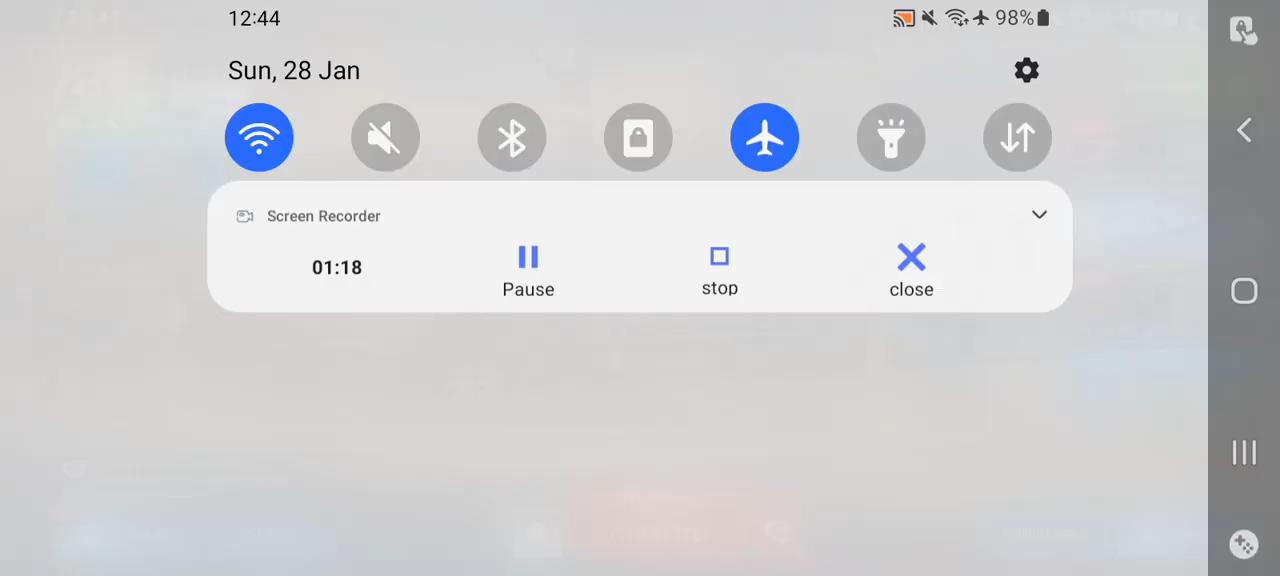 12:44
98%
Sun, 28 Jan
Screen Recorder
01:18
Pause
stop
close